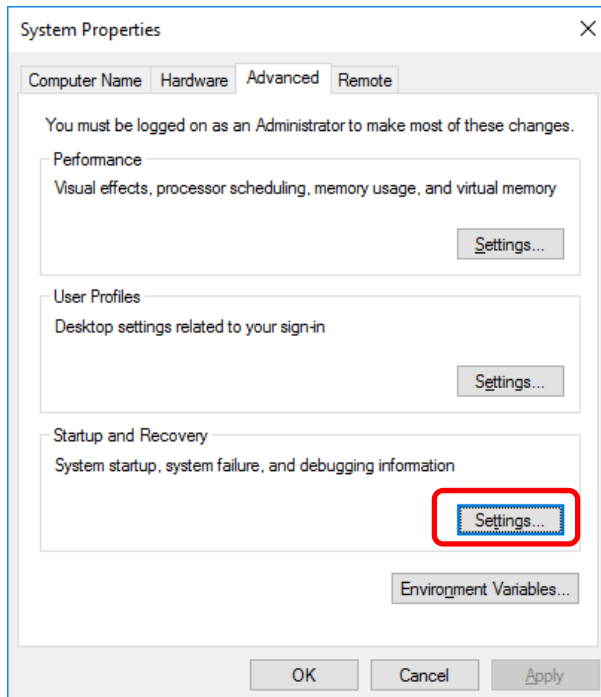 System Properties
Computer Name Hardware Advanced Remote
You must be logged on as an Administrator to make most of these changes.
Performance
Visual effects, processor scheduling, memory usage, and virtual memory
Settings...
User Profiles
Desktop settings related to your sign-in
Settings...
Startup and Recovery
System startup, system failure, and debugging information
Settings...
Environment Variables...
OK Cancel Apply